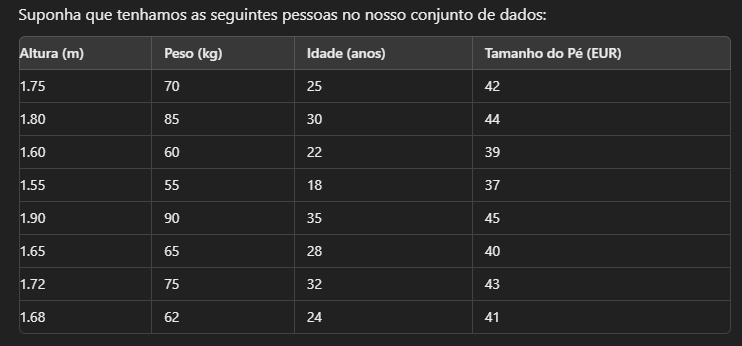 Suponha que tenhamos as seguintes pessoas no nosso conjunto de dados:
Altura (m) Peso (kg) Idade (anos) Tamanho do Pé (EUR)
1.75 70 25 42
1.80 85 30 44
1.60 60 22 39
1.55 55 18 37
1.90 90 35 45
1.65 65 28 40
1.72 75 32 43
1.68 62 24 41